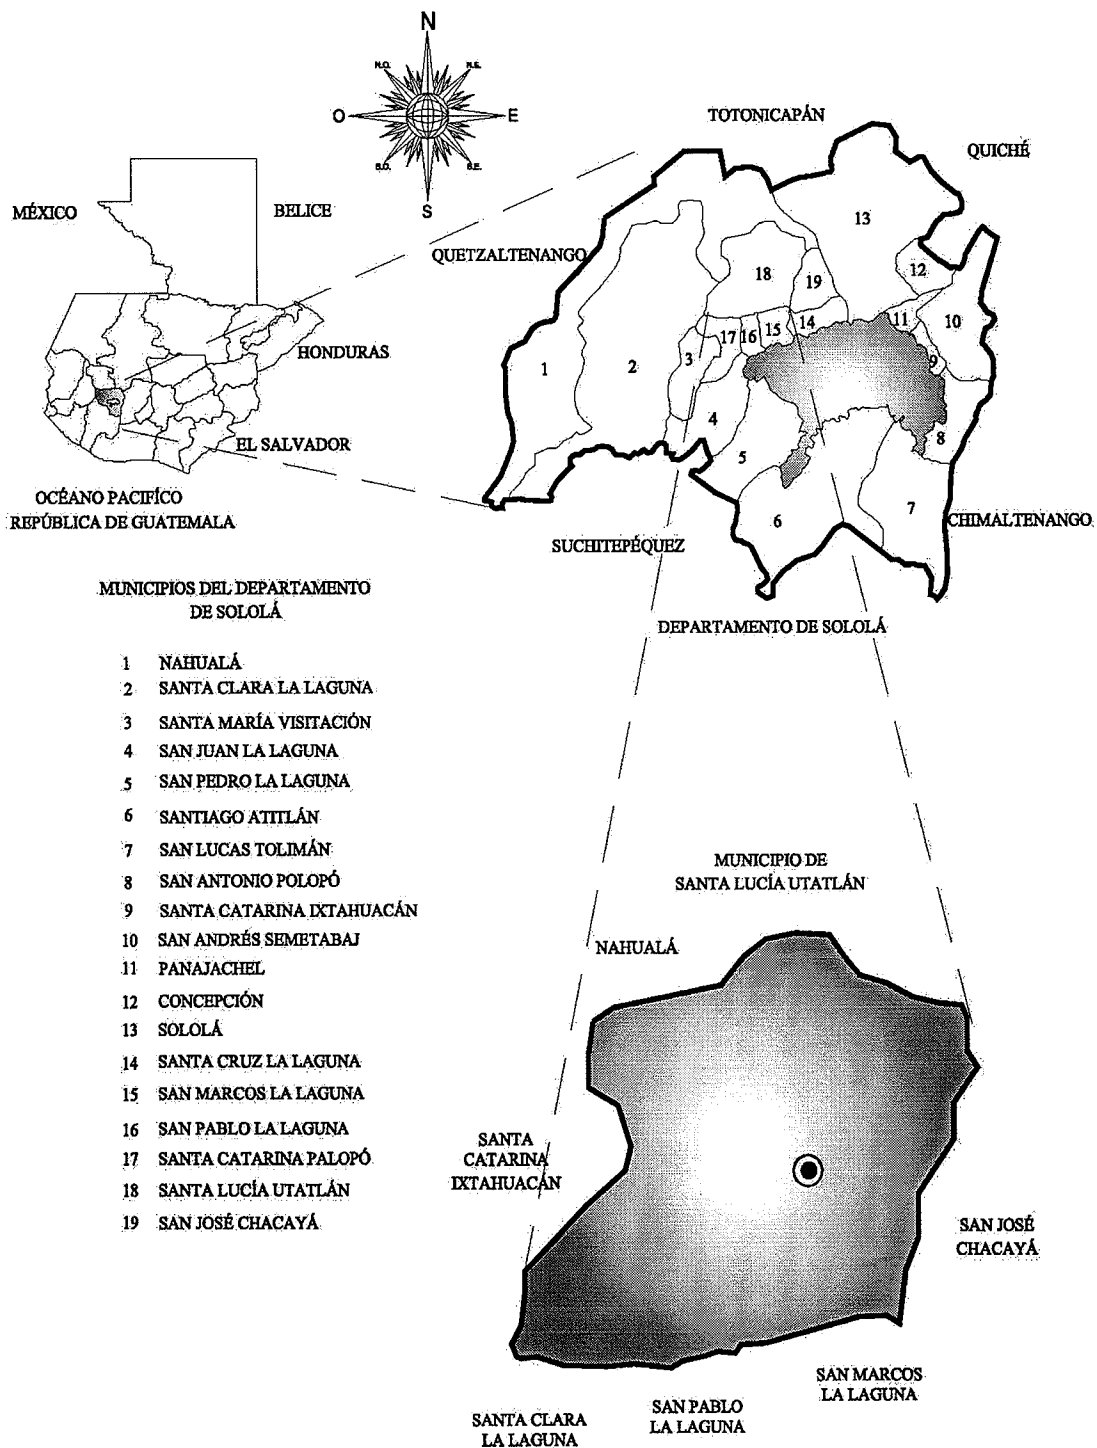 N
N.O.
N.E.
O
E
S.O.
S.E.
S
TOTONICAPÁN
QUICHÉ
MÉXICO
BELICE
QUETZALTENANGO
HONDURAS
EL SALVADOR
OCÉANO PACIFÍCO
REPÚBLICA DE GUATEMALA
13
12
18
19
10
11
14
15
16
17
9
1
2
3
4
8
5
6
7
CHIMALTENANGO
SUCHITEPÉQUEZ
DEPARTAMENTO DE SOLOLÁ
MUNICIPIOS DEL DEPARTAMENTO
DE SOLOLÁ
1 NAHUALÁ
2 SANTA CLARA LA LAGUNA
3 SANTA MARÍA VISITACIÓN
4 SAN JUAN LA LAGUNA
5 SAN PEDRO LA LAGUNA
6 SANTIAGO ATITLÁN
7 SAN LUCAS TOLIMÁN
8 SAN ANTONIO POLOPÓ
9 SANTA CATARINA IXTAHUACÁN
10 SAN ANDRÉS SEMETABAJ
11 PANAJACHEL
12 CONCEPCIÓN
13 SOLOLÁ
14 SANTA CRUZ LA LAGUNA
15 SAN MARCOS LA LAGUNA
16 SAN PABLO LA LAGUNA
17 SANTA CATARINA PALOPÓ
18 SANTA LUCÍA UTATLÁN
19 SAN JOSÉ CHACAYÁ
MUNICIPIO DE
SANTA LUCÍA UTATLÁN
NAHUALÁ
SANTA
CATARINA
IXTAHUACÁN
SAN JOSÉ
CHACAYÁ
SAN MARCOS
LA LAGUNA
SAN PABLO
LA LAGUNA
SANTA CLARA
LA LAGUNA